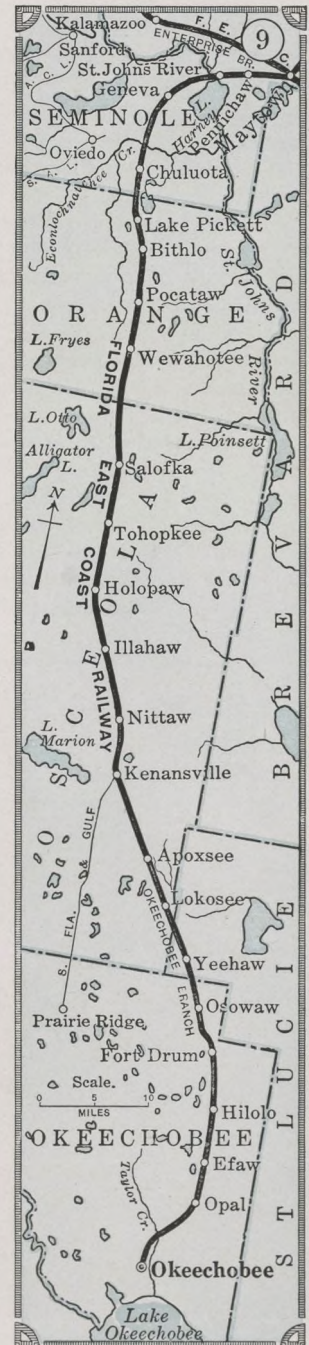 Kalamazoo
F. E. C.
9
Sanford
ENTERPRISE BR.
A. C. L.
St. Johns River
Geneva
L. Harney
Pennichaw
Maytown
SEMINOLE
Oviedo
S. A. L.
Econlochnatchee Cr.
Chuluota
Lake Pickett
Bithlo
St. Johns River
Pocataw
ORANGE
L. Fryes
Wewahotee
BREVARD
L. Otto
L. Poinsett
Alligator L.
Salofka
N
Tohopkee
FLORIDA EAST COAST RAILWAY
Holopaw
OSCEOLA
Illahaw
Nittaw
L. Marion
Kenansville
S. FLA. & GULF
Apoxsee
Lokosee
OKEECHOBEE BRANCH
Yeehaw
Osowaw
Prairie Ridge
Fort Drum
ST LUCIE
Scale.
0 5 10
MILES
Hilolo
OKEECHOBEE
Efaw
Taylor Cr.
Opal
Okeechobee
Lake
Okeechobee